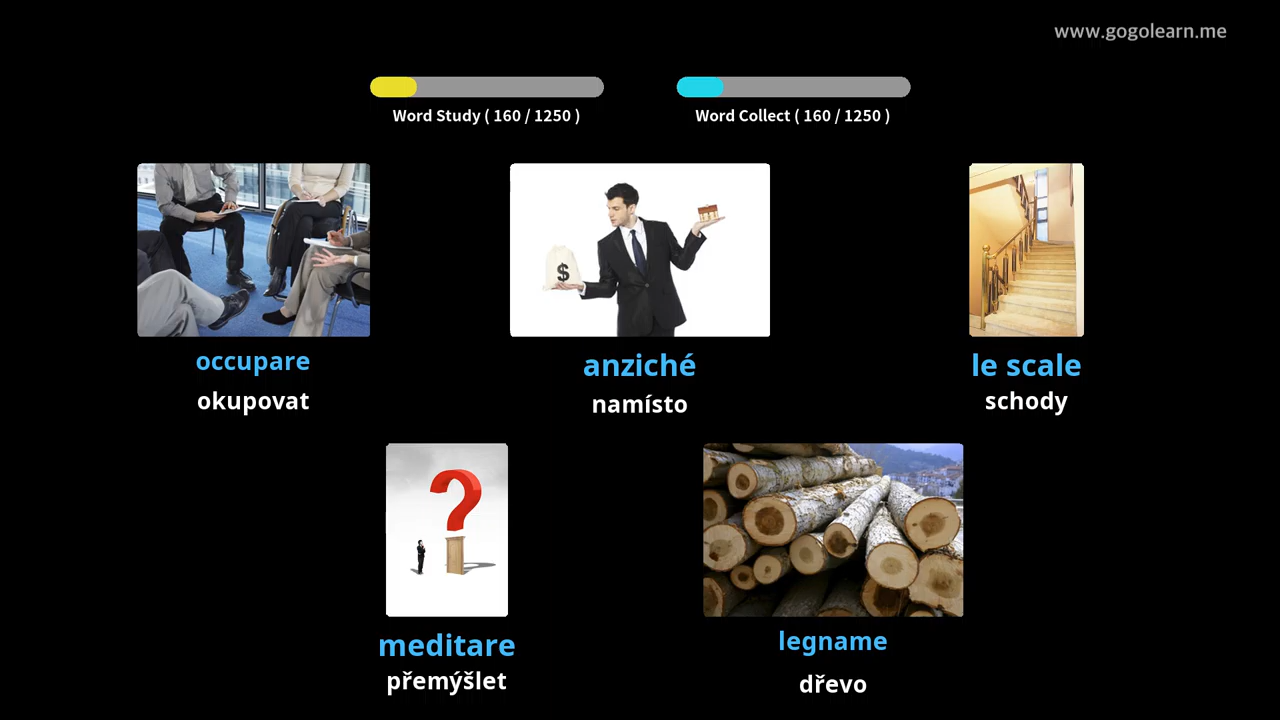 www.gogolearn.me
Word Study ( 160 / 1250 )
Word Collect ( 160 / 1250 )
$
occupare
okupovat
anziché
namísto
le scale
schody
?
meditare
přemýšlet
legname
dřevo